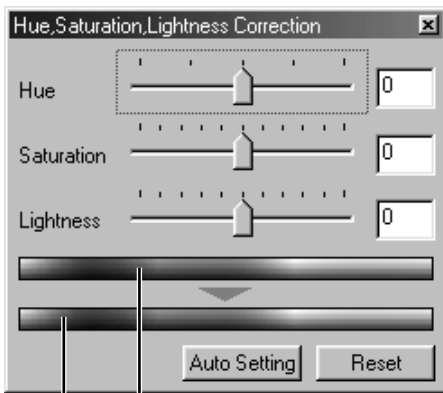 Hue,Saturation,Lightness Correction
Hue 0
Saturation 0
Lightness 0
Auto Setting Reset